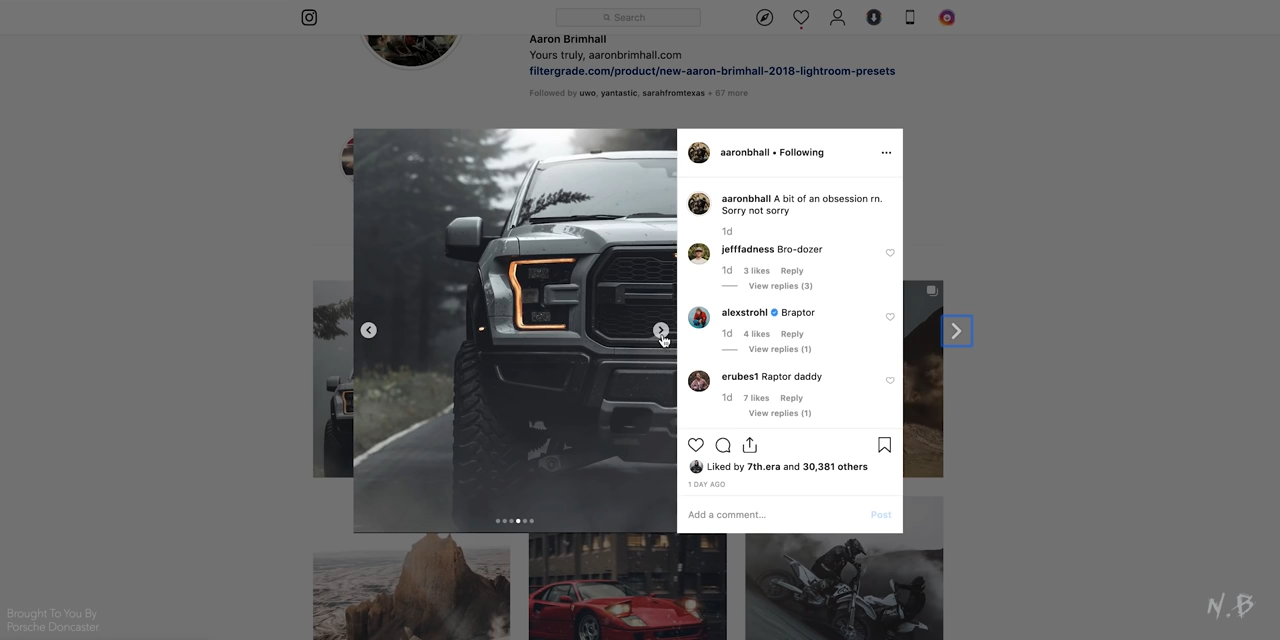 Search
Aaron Brimhall
Yours truly, aaronbrimhall.com
filtergrade.com/product/new-aaron-brimhall-2018-lightroom-presets
Followed by uwo, yantastic, sarahfromtexas + 67 more
aaronbhall • Following
aaronbhall A bit of an obsession rn.
Sorry not sorry
1d
jefffadness Bro-dozer
1d 3 likes Reply
View replies (3)
alexstrohl Braptor
1d 4 likes Reply
View replies (1)
erubes1 Raptor daddy
1d 7 likes Reply
View replies (1)
Liked by 7th.era and 30,381 others
1 DAY AGO
Add a comment... Post
Brought To You By
Porsche Doncaster.
N.B